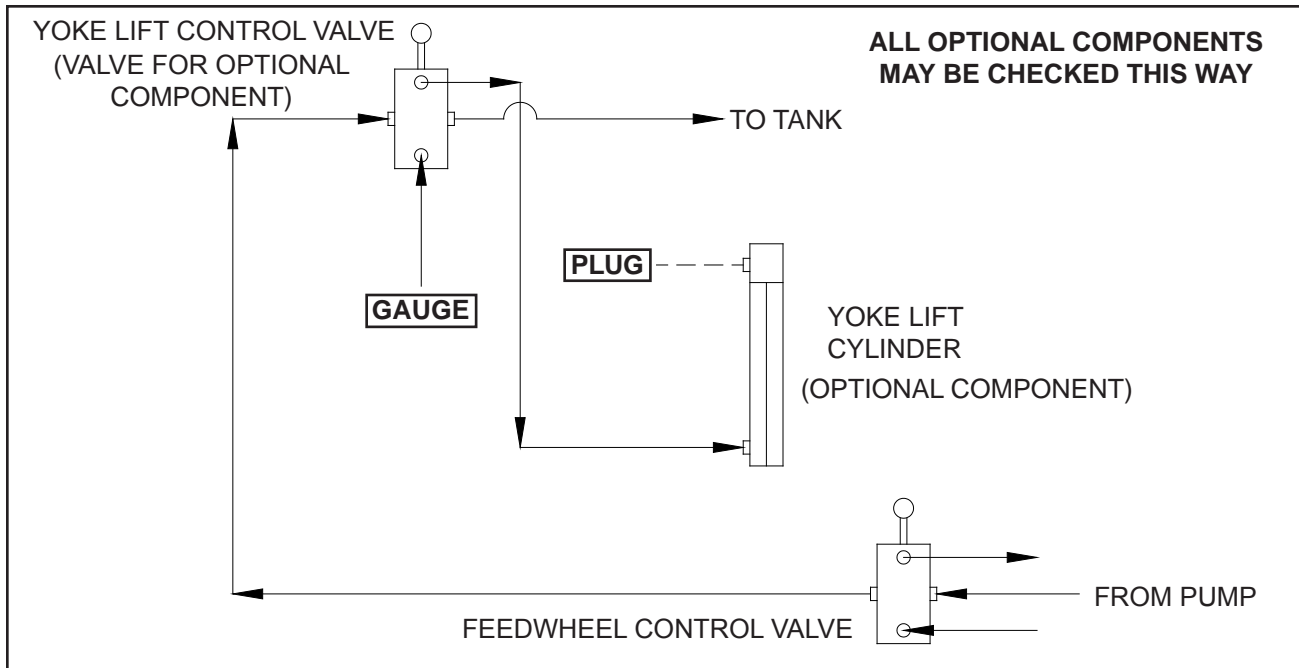 YOKE LIFT CONTROL VALVE
(VALVE FOR OPTIONAL
COMPONENT)
ALL OPTIONAL COMPONENTS
MAY BE CHECKED THIS WAY
TO TANK
PLUG
GAUGE
YOKE LIFT
CYLINDER
(OPTIONAL COMPONENT)
FROM PUMP
FEEDWHEEL CONTROL VALVE